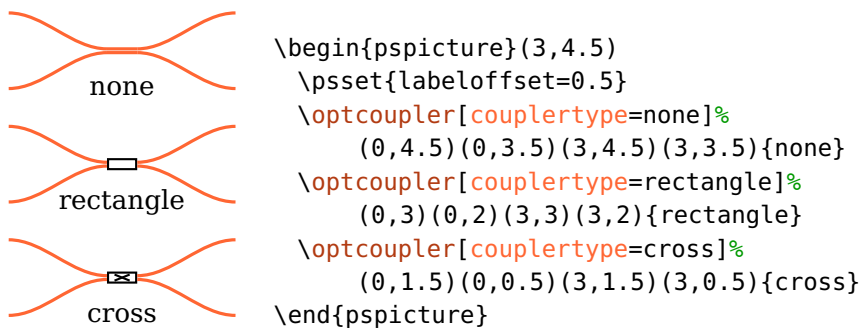 none
rectangle
cross
\begin{pspicture}(3,4.5)
  \psset{labeloffset=0.5}
  \optcoupler[couplertype=none]%
      (0,4.5)(0,3.5)(3,4.5)(3,3.5){none}
  \optcoupler[couplertype=rectangle]%
      (0,3)(0,2)(3,3)(3,2){rectangle}
  \optcoupler[couplertype=cross]%
      (0,1.5)(0,0.5)(3,1.5)(3,0.5){cross}
\end{pspicture}